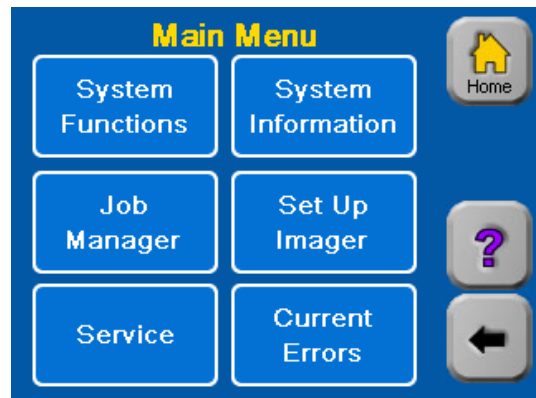 Main Menu
Home
System
Functions
System
Information
Job
Manager
Set Up
Imager
?
Service
Current
Errors